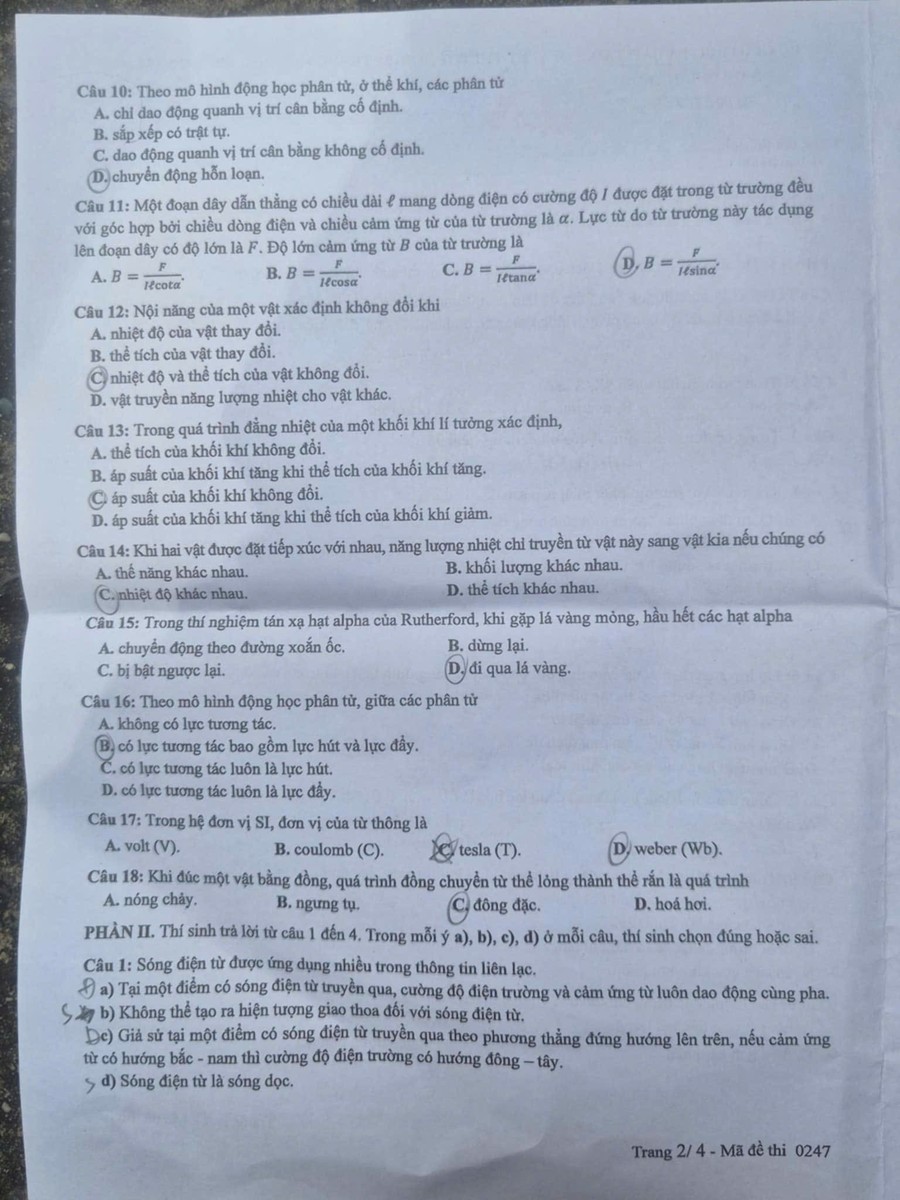 Câu 10: Theo mô hình động học phân tử, ở thể khí, các phân tử
A. chỉ dao động quanh vị trí cân bằng cố định.
B. sắp xếp có trật tự.
C. dao động quanh vị trí cân bằng không cố định.
D. chuyển động hỗn loạn.
Câu 11: Một đoạn dây dẫn thẳng có chiều dài ℓ mang dòng điện có cường độ I được đặt trong từ trường đều
với góc hợp bởi chiều dòng điện và chiều cảm ứng từ của từ trường là α. Lực từ do từ trường này tác dụng
lên đoạn dây có độ lớn là F. Độ lớn cảm ứng từ B của từ trường là
A. B = F/(Iℓcotα). B. B = F/(Iℓcosα). C. B = F/(Iℓtanα). D. B = F/(Iℓsinα).
Câu 12: Nội năng của một vật xác định không đổi khi
A. nhiệt độ của vật thay đổi.
B. thể tích của vật thay đổi.
C. nhiệt độ và thể tích của vật không đổi.
D. vật truyền năng lượng nhiệt cho vật khác.
Câu 13: Trong quá trình đẳng nhiệt của một khối khí lí tưởng xác định,
A. thể tích của khối khí không đổi.
B. áp suất của khối khí tăng khi thể tích của khối khí tăng.
C. áp suất của khối khí không đổi.
D. áp suất của khối khí tăng khi thể tích của khối khí giảm.
Câu 14: Khi hai vật được đặt tiếp xúc với nhau, năng lượng nhiệt chỉ truyền từ vật này sang vật kia nếu chúng có
A. thế năng khác nhau. B. khối lượng khác nhau.
C. nhiệt độ khác nhau. D. thể tích khác nhau.
Câu 15: Trong thí nghiệm tán xạ hạt alpha của Rutherford, khi gặp lá vàng mỏng, hầu hết các hạt alpha
A. chuyển động theo đường xoắn ốc. B. dừng lại.
C. bị bật ngược lại. D. đi qua lá vàng.
Câu 16: Theo mô hình động học phân tử, giữa các phân tử
A. không có lực tương tác.
B. có lực tương tác bao gồm lực hút và lực đẩy.
C. có lực tương tác luôn là lực hút.
D. có lực tương tác luôn là lực đẩy.
Câu 17: Trong hệ đơn vị SI, đơn vị của từ thông là
A. volt (V). B. coulomb (C). C. tesla (T). D. weber (Wb).
Câu 18: Khi đúc một vật bằng đồng, quá trình đồng chuyển từ thể lỏng thành thể rắn là quá trình
A. nóng chảy. B. ngưng tụ. C. đông đặc. D. hoá hơi.
PHẦN II. Thí sinh trả lời từ câu 1 đến 4. Trong mỗi ý a), b), c), d) ở mỗi câu, thí sinh chọn đúng hoặc sai.
Câu 1: Sóng điện từ được ứng dụng nhiều trong thông tin liên lạc.
a) Tại một điểm có sóng điện từ truyền qua, cường độ điện trường và cảm ứng từ luôn dao động cùng pha.
S b) Không thể tạo ra hiện tượng giao thoa đối với sóng điện từ.
c) Giả sử tại một điểm có sóng điện từ truyền qua theo phương thẳng đứng hướng lên trên, nếu cảm ứng
từ có hướng bắc - nam thì cường độ điện trường có hướng đông – tây.
S d) Sóng điện từ là sóng dọc.
Trang 2/ 4 - Mã đề thi 0247